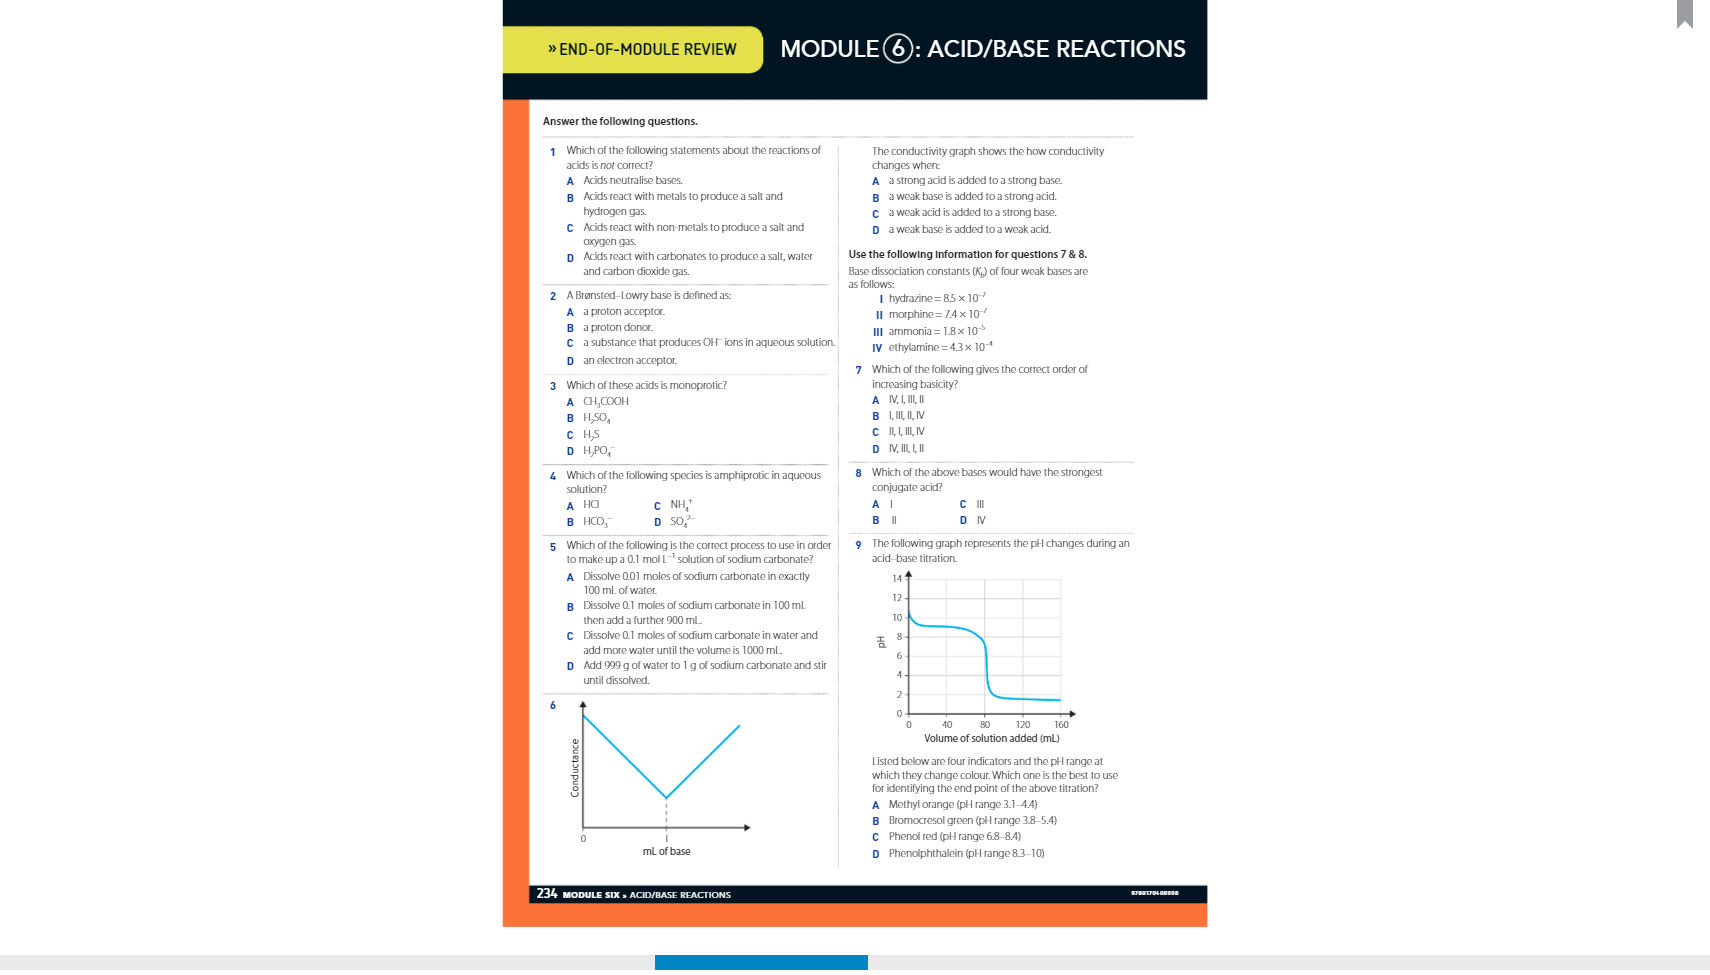 » END-OF-MODULE REVIEW
MODULE 6: ACID/BASE REACTIONS
Answer the following questions.
1 Which of the following statements about the reactions of
acids is not correct?
A Acids neutralise bases.
B Acids react with metals to produce a salt and
hydrogen gas.
C Acids react with non-metals to produce a salt and
oxygen gas.
D Acids react with carbonates to produce a salt, water
and carbon dioxide gas.
2 A Brønsted–Lowry base is defined as:
A a proton acceptor.
B a proton donor.
C a substance that produces OH⁻ ions in aqueous solution.
D an electron acceptor.
3 Which of these acids is monoprotic?
A CH₃COOH
B H₂SO₄
C H₂S
D H₂PO₄⁻
4 Which of the following species is amphiprotic in aqueous
solution?
A HCl C NH₄⁺
B HCO₃⁻ D SO₄²⁻
5 Which of the following is the correct process to use in order
to make up a 0.1 mol L⁻¹ solution of sodium carbonate?
A Dissolve 0.01 moles of sodium carbonate in exactly
100 mL of water.
B Dissolve 0.1 moles of sodium carbonate in 100 mL
then add a further 900 mL.
C Dissolve 0.1 moles of sodium carbonate in water and
add more water until the volume is 1000 mL.
D Add 999 g of water to 1 g of sodium carbonate and stir
until dissolved.
6
Conductance
0
mL of base
The conductivity graph shows the how conductivity
changes when:
A a strong acid is added to a strong base.
B a weak base is added to a strong acid.
C a weak acid is added to a strong base.
D a weak base is added to a weak acid.
Use the following information for questions 7 & 8.
Base dissociation constants (K_b) of four weak bases are
as follows:
I hydrazine = 8.5 × 10⁻⁷
II morphine = 7.4 × 10⁻⁷
III ammonia = 1.8 × 10⁻⁵
IV ethylamine = 4.3 × 10⁻⁴
7 Which of the following gives the correct order of
increasing basicity?
A IV, I, III, II
B I, III, II, IV
C II, I, III, IV
D IV, III, I, II
8 Which of the above bases would have the strongest
conjugate acid?
A I C III
B II D IV
9 The following graph represents the pH changes during an
acid–base titration.
14
12
10
8
6
4
2
0
pH
0 40 80 120 160
Volume of solution added (mL)
Listed below are four indicators and the pH range at
which they change colour. Which one is the best to use
for identifying the end point of the above titration?
A Methyl orange (pH range 3.1–4.4)
B Bromocresol green (pH range 3.8–5.4)
C Phenol red (pH range 6.8–8.4)
D Phenolphthalein (pH range 8.3–10)
234 MODULE SIX » ACID/BASE REACTIONS
9780170408998